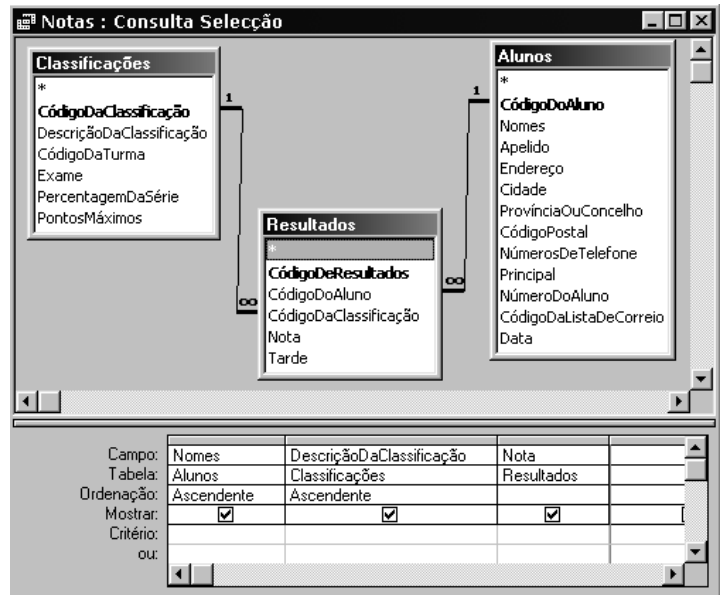 Notas : Consulta Selecção
Classificações
*
CódigoDaClassificação
DescriçãoDaClassificação
CódigoDaTurma
Exame
PercentagemDaSérie
PontosMáximos
1
∞
Resultados
*
CódigoDeResultados
CódigoDoAluno
CódigoDaClassificação
Nota
Tarde
1
∞
Alunos
*
CódigoDoAluno
Nomes
Apelido
Endereço
Cidade
ProvínciaOuConcelho
CódigoPostal
NúmerosDeTelefone
Principal
NúmeroDoAluno
CódigoDaListaDeCorreio
Data
Campo: Nomes DescriçãoDaClassificação Nota
Tabela: Alunos Classificações Resultados
Ordenação: Ascendente Ascendente
Mostrar:
Critério:
ou: